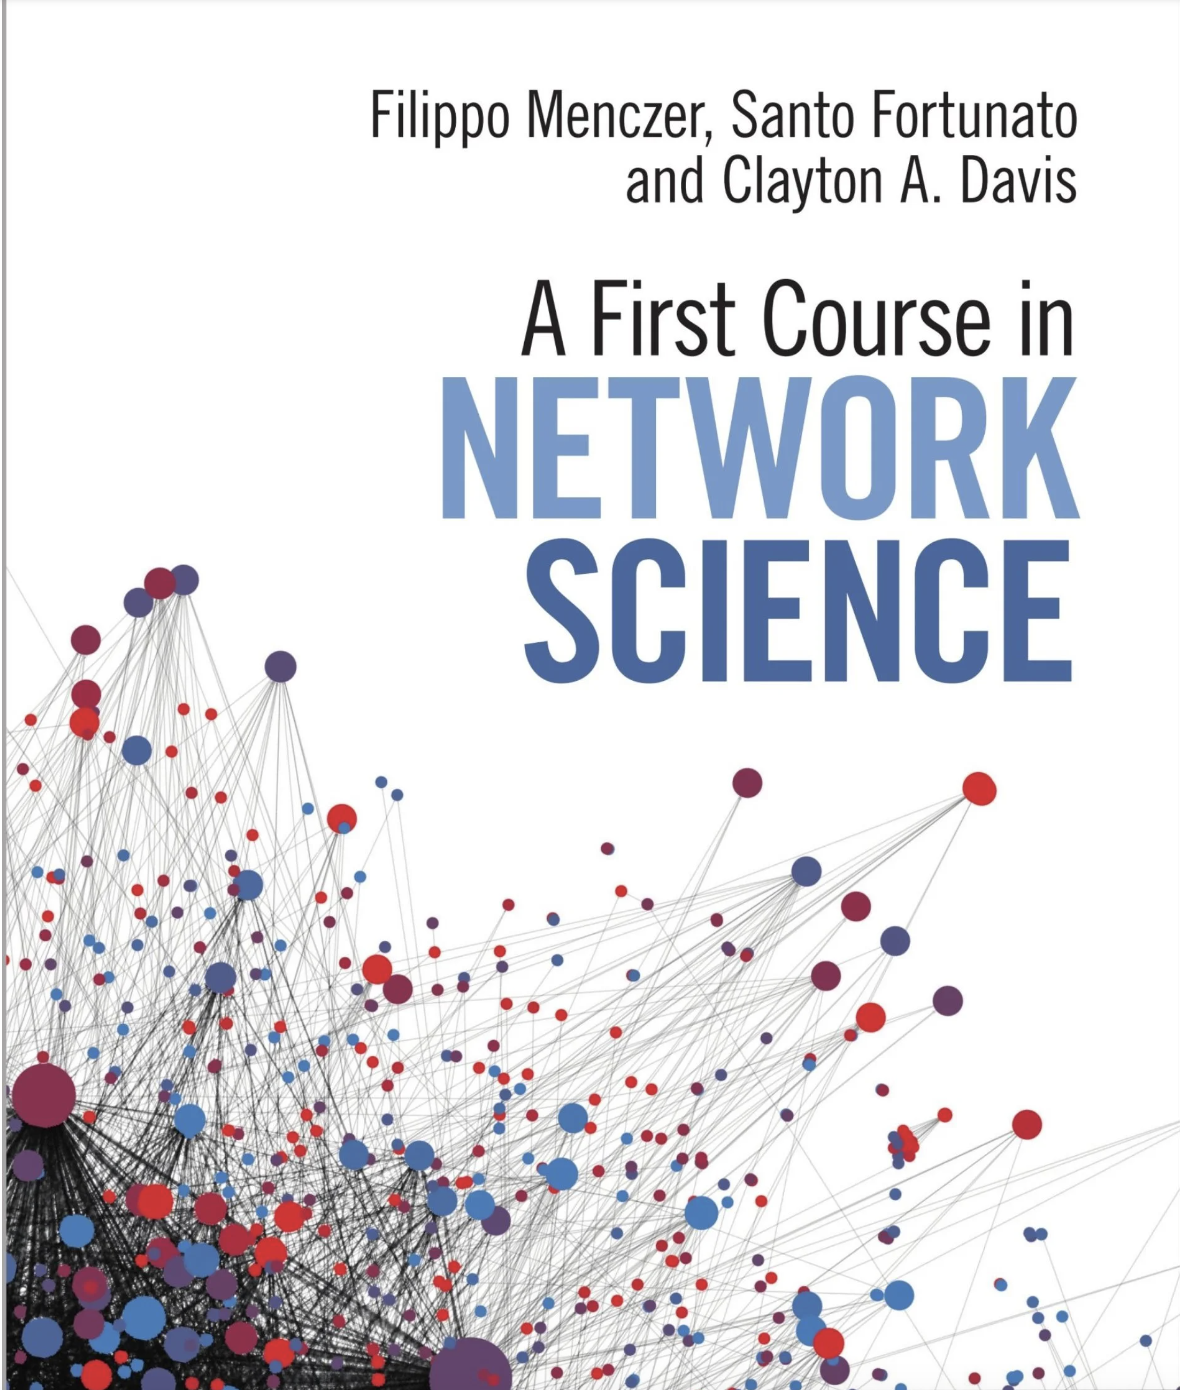 Filippo Menczer, Santo Fortunato
and Clayton A. Davis
A First Course in
NETWORK
SCIENCE